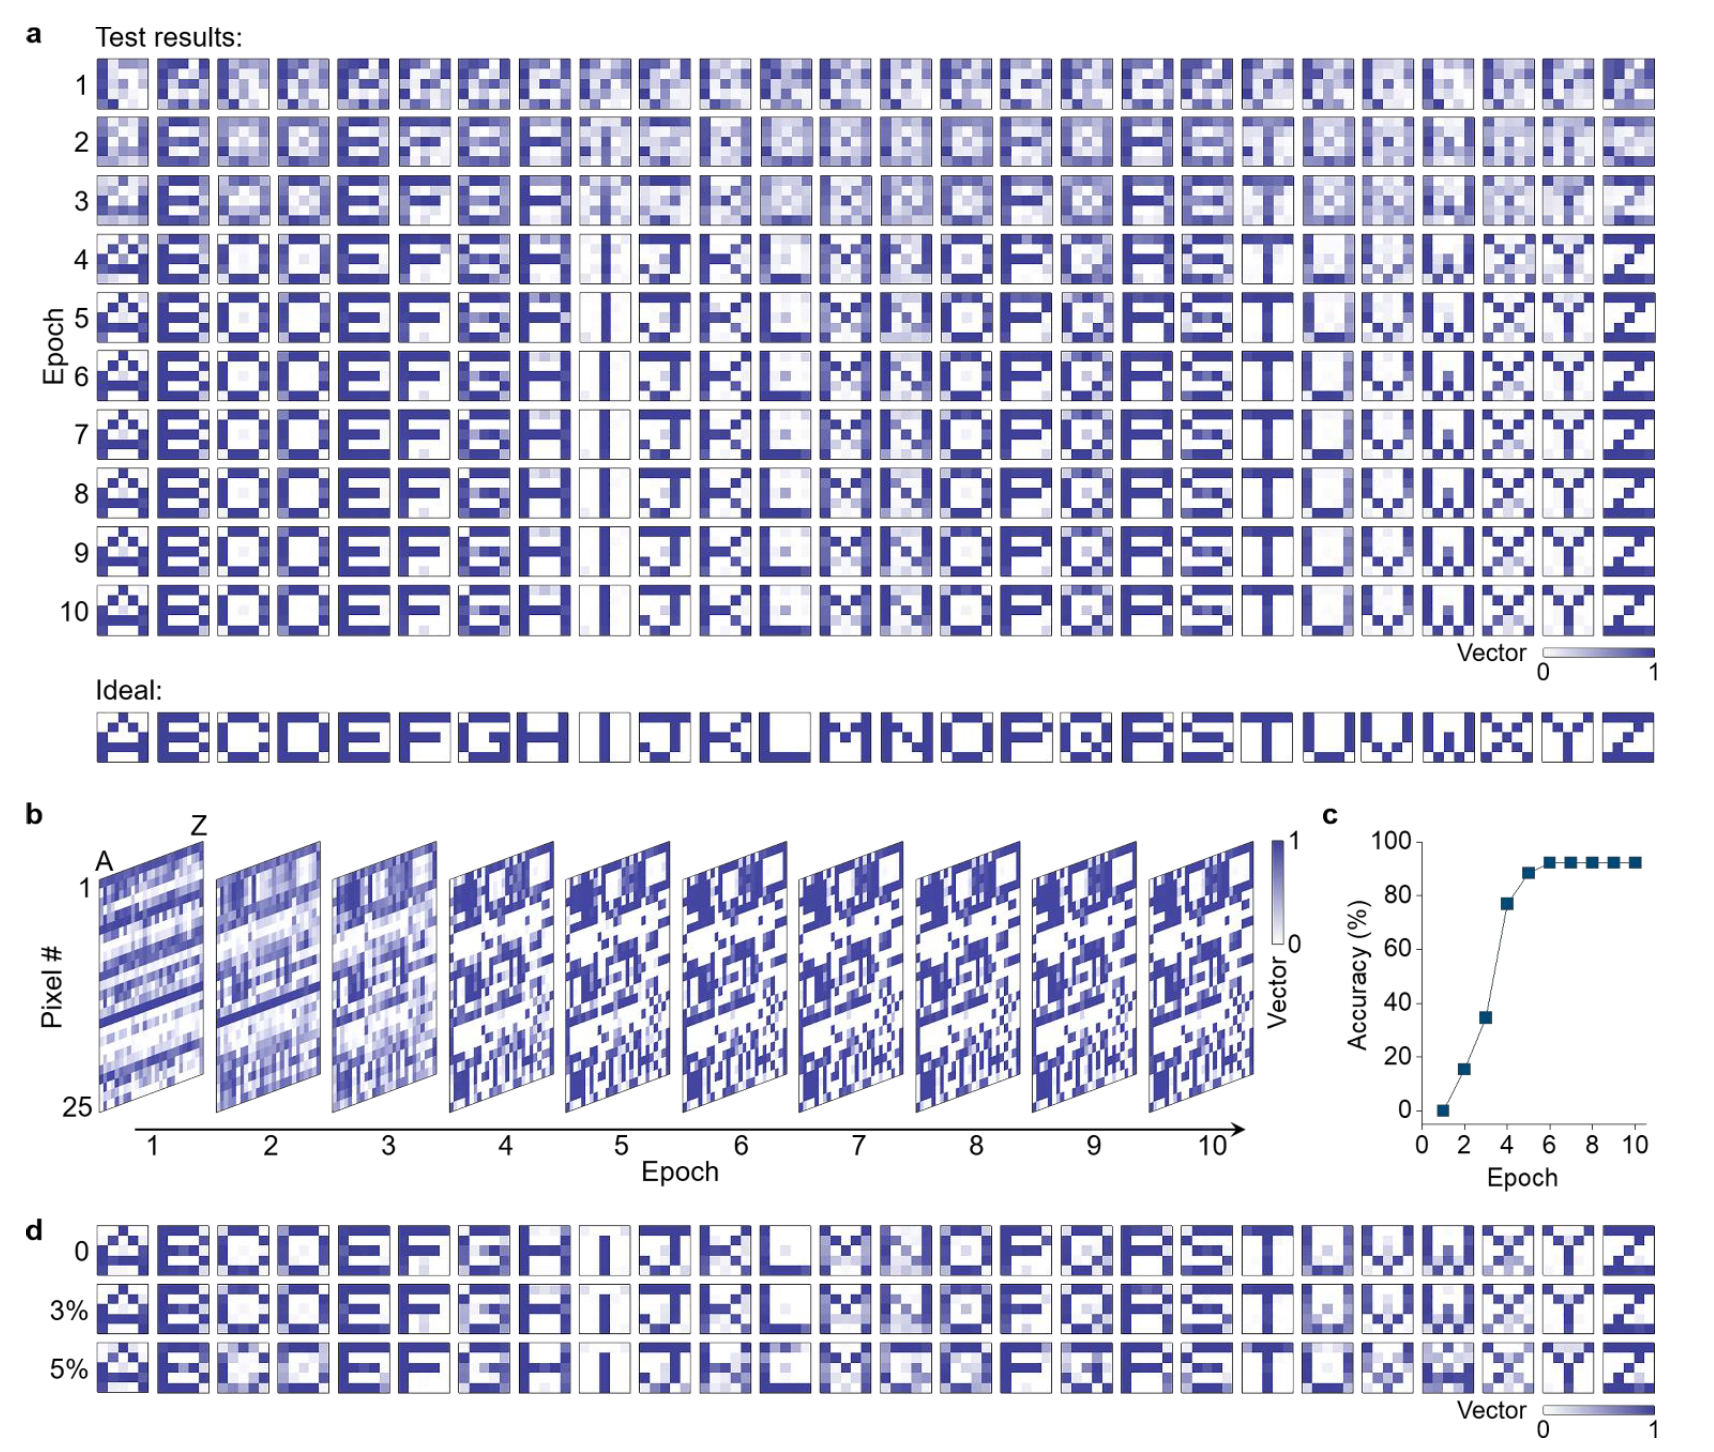 a
Test results:
1
2
3
4
5
6
7
8
9
10
Epoch
Vector
0 1
Ideal:
A B C D E F G H I J K L M N O P Q R S T U V W X Y Z
b
A
Z
1
25
Pixel #
1 2 3 4 5 6 7 8 9 10
Epoch
1
0
Vector
c
100
80
60
40
20
0
Accuracy (%)
0 2 4 6 8 10
Epoch
d
0
3%
5%
Vector
0 1